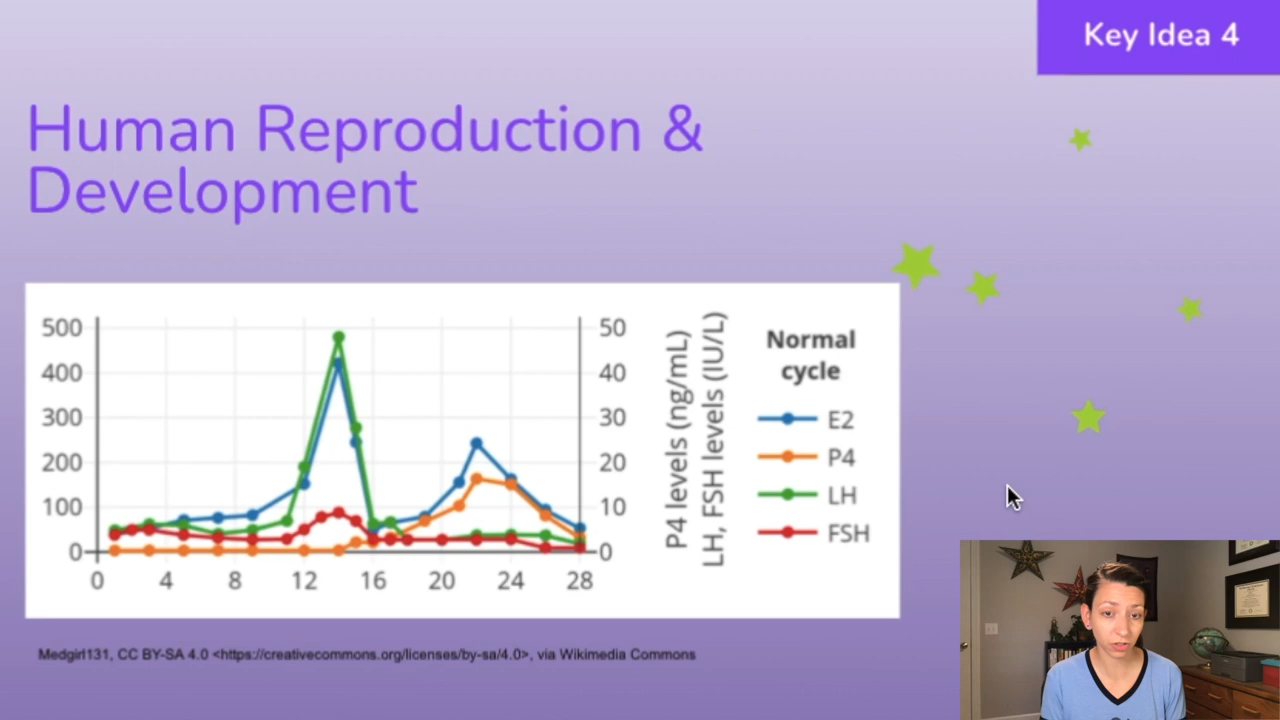 Key Idea 4
Human Reproduction &
Development
500
400
300
200
100
0
50
40
30
20
10
0
0 4 8 12 16 20 24 28
P4 levels (ng/mL)
LH, FSH levels (IU/L)
Normal
cycle
E2
P4
LH
FSH
Medgirl131, CC BY-SA 4.0 <https://creativecommons.org/licenses/by-sa/4.0>, via Wikimedia Commons